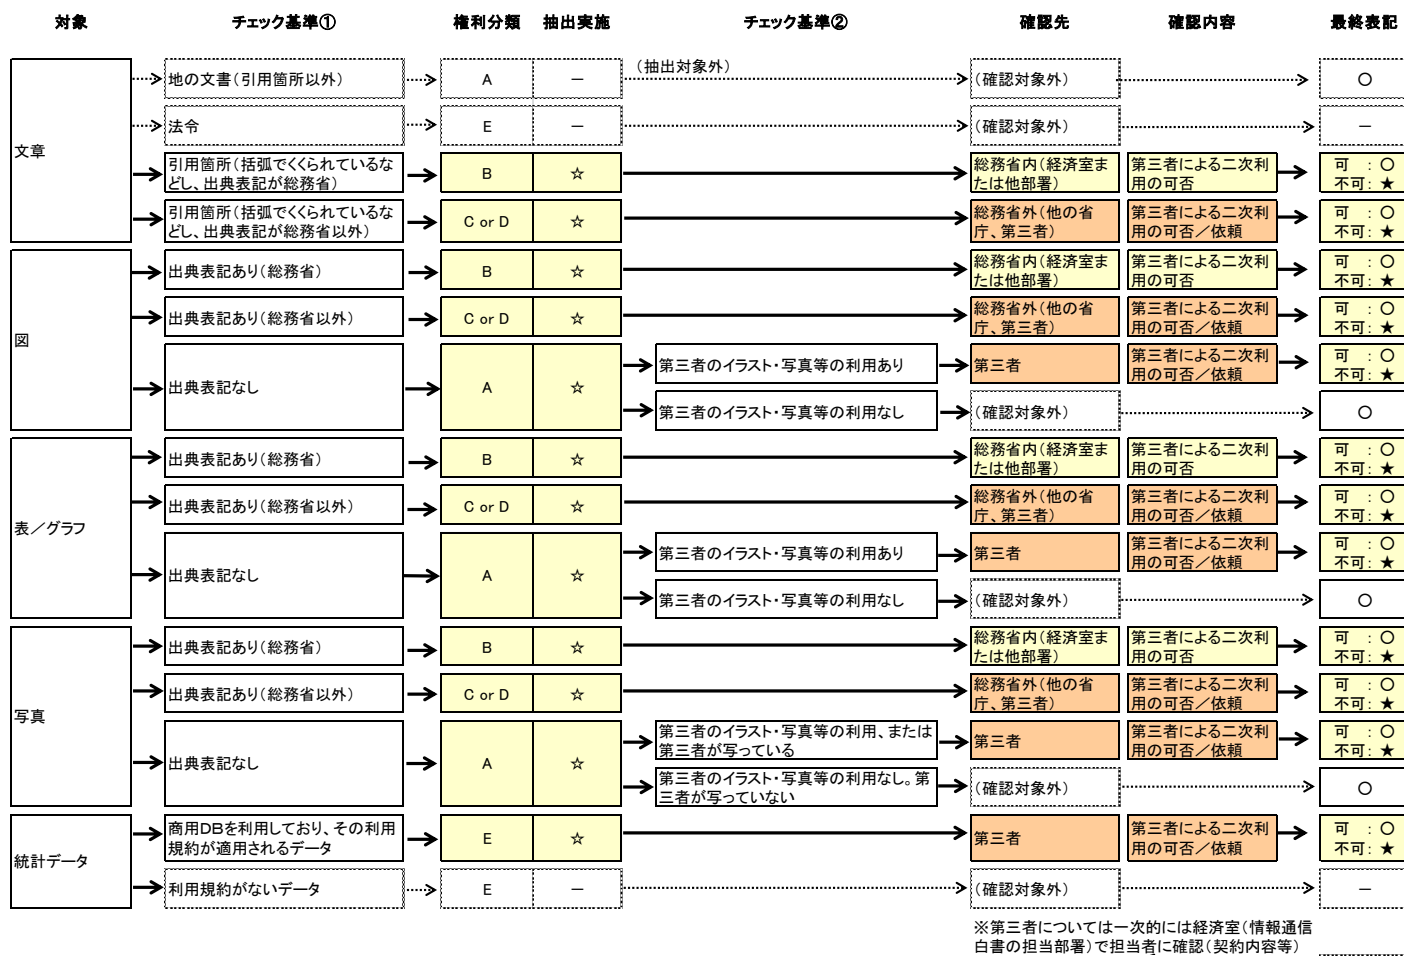 対象 チェック基準① 権利分類 抽出実施 チェック基準② 確認先 確認内容 最終表記
文章
地の文書(引用箇所以外) A － (抽出対象外) (確認対象外) ○
法令 E － (確認対象外) －
引用箇所(括弧でくくられているな
どし、出典表記が総務省) B ☆ 総務省内(経済室ま
たは他部署) 第三者による二次利
用の可否 可 : ○
不可: ★
引用箇所(括弧でくくられているな
どし、出典表記が総務省以外) C or D ☆ 総務省外(他の省
庁、第三者) 第三者による二次利
用の可否／依頼 可 : ○
不可: ★
図
出典表記あり(総務省) B ☆ 総務省内(経済室ま
たは他部署) 第三者による二次利
用の可否 可 : ○
不可: ★
出典表記あり(総務省以外) C or D ☆ 総務省外(他の省
庁、第三者) 第三者による二次利
用の可否／依頼 可 : ○
不可: ★
出典表記なし A ☆
第三者のイラスト・写真等の利用あり 第三者 第三者による二次利
用の可否／依頼 可 : ○
不可: ★
第三者のイラスト・写真等の利用なし (確認対象外) ○
表／グラフ
出典表記あり(総務省) B ☆ 総務省内(経済室ま
たは他部署) 第三者による二次利
用の可否 可 : ○
不可: ★
出典表記あり(総務省以外) C or D ☆ 総務省外(他の省
庁、第三者) 第三者による二次利
用の可否／依頼 可 : ○
不可: ★
出典表記なし A ☆
第三者のイラスト・写真等の利用あり 第三者 第三者による二次利
用の可否／依頼 可 : ○
不可: ★
第三者のイラスト・写真等の利用なし (確認対象外) ○
写真
出典表記あり(総務省) B ☆ 総務省内(経済室ま
たは他部署) 第三者による二次利
用の可否 可 : ○
不可: ★
出典表記あり(総務省以外) C or D ☆ 総務省外(他の省
庁、第三者) 第三者による二次利
用の可否／依頼 可 : ○
不可: ★
出典表記なし A ☆
第三者のイラスト・写真等の利用、または
第三者が写っている 第三者 第三者による二次利
用の可否／依頼 可 : ○
不可: ★
第三者のイラスト・写真等の利用なし。第
三者が写っていない (確認対象外) ○
統計データ
商用DBを利用しており、その利用
規約が適用されるデータ E ☆ 第三者 第三者による二次利
用の可否／依頼 可 : ○
不可: ★
利用規約がないデータ E － (確認対象外) －
※第三者については一次的には経済室(情報通信
白書の担当部署)で担当者に確認(契約内容等)